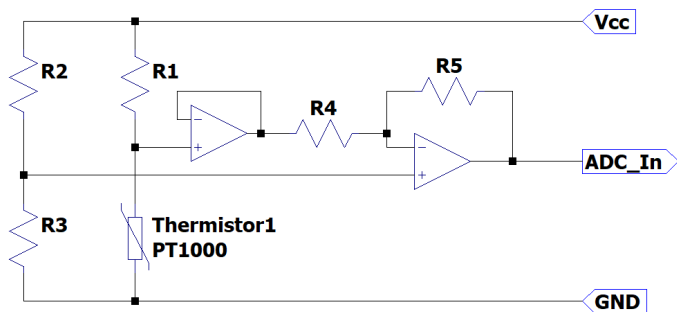 Vcc
R2
R1
R5
R4
ADC_In
R3
Thermistor1
PT1000
GND